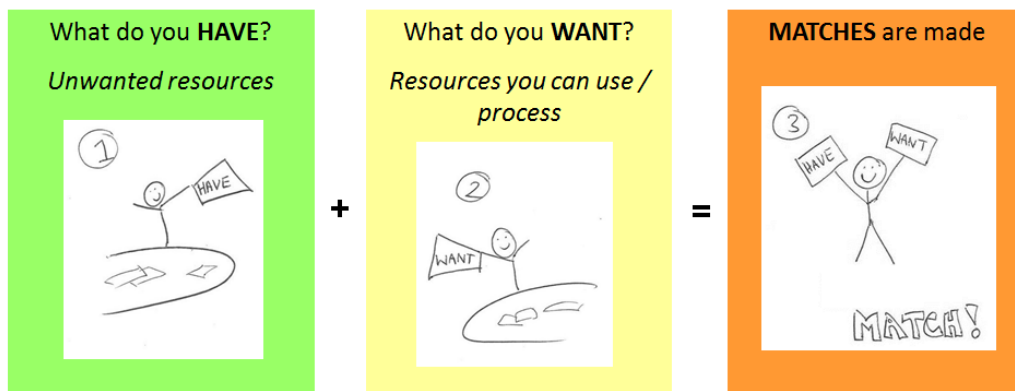 What do you HAVE?
Unwanted resources
1
HAVE
+
What do you WANT?
Resources you can use /
process
2
WANT
=
MATCHES are made
3
HAVE
WANT
MATCH!